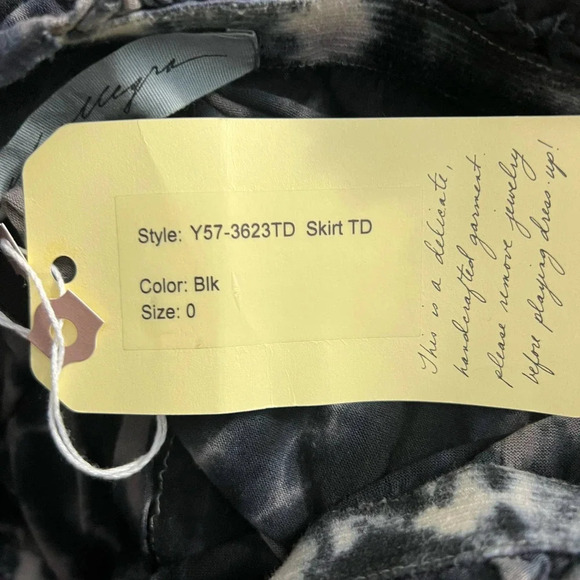 Style: Y57-3623TD Skirt TD
Color: Blk
Size: 0
This is a delicate,
handcrafted garment.
please remove jewelry
before playing dress-up!